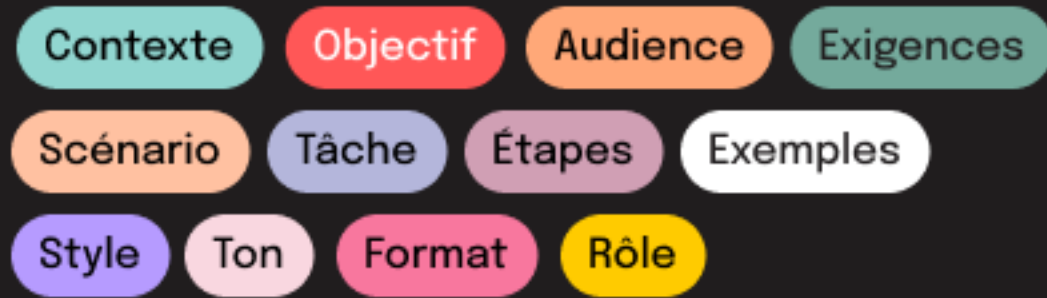 Contexte Objectif Audience Exigences
Scénario Tâche Étapes Exemples
Style Ton Format Rôle